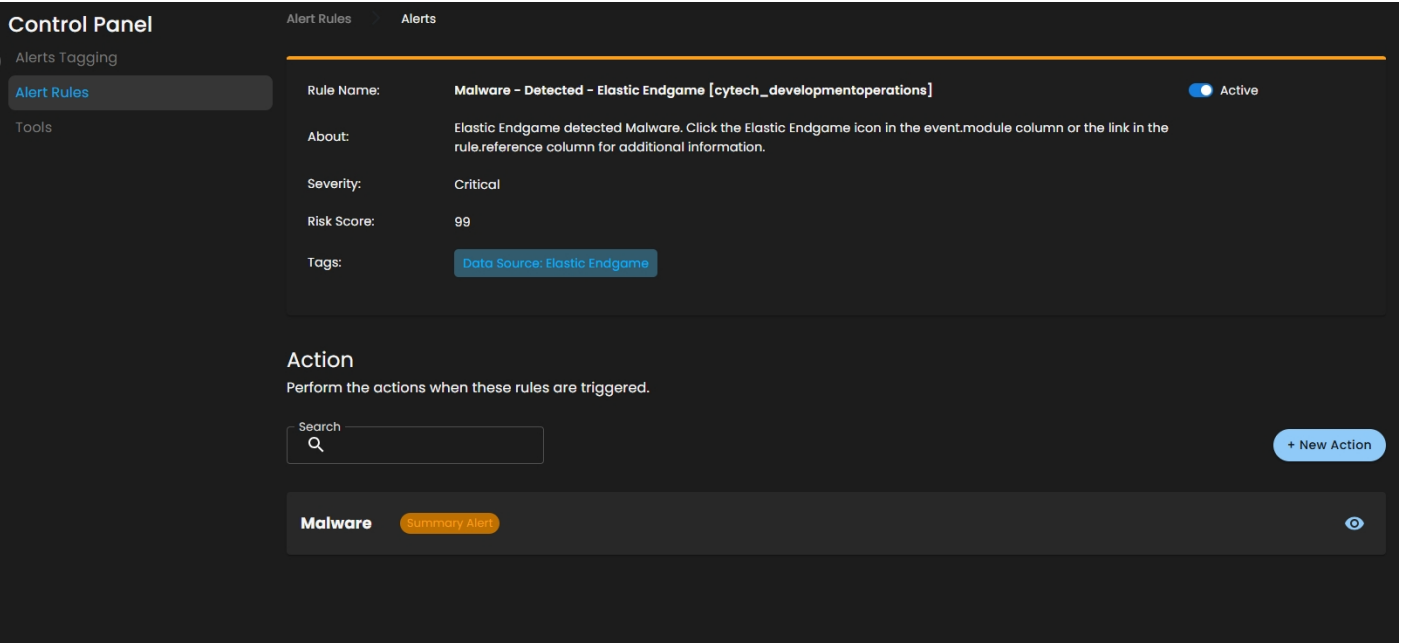 Control Panel
Alerts Tagging
Alert Rules
Tools
Alert Rules Alerts
Rule Name: Malware - Detected - Elastic Endgame [cytech_developmentoperations] Active
About: Elastic Endgame detected Malware. Click the Elastic Endgame icon in the event.module column or the link in the
rule.reference column for additional information.
Severity: Critical
Risk Score: 99
Tags: Data Source: Elastic Endgame
Action
Perform the actions when these rules are triggered.
Search
+ New Action
Malware Summary Alert